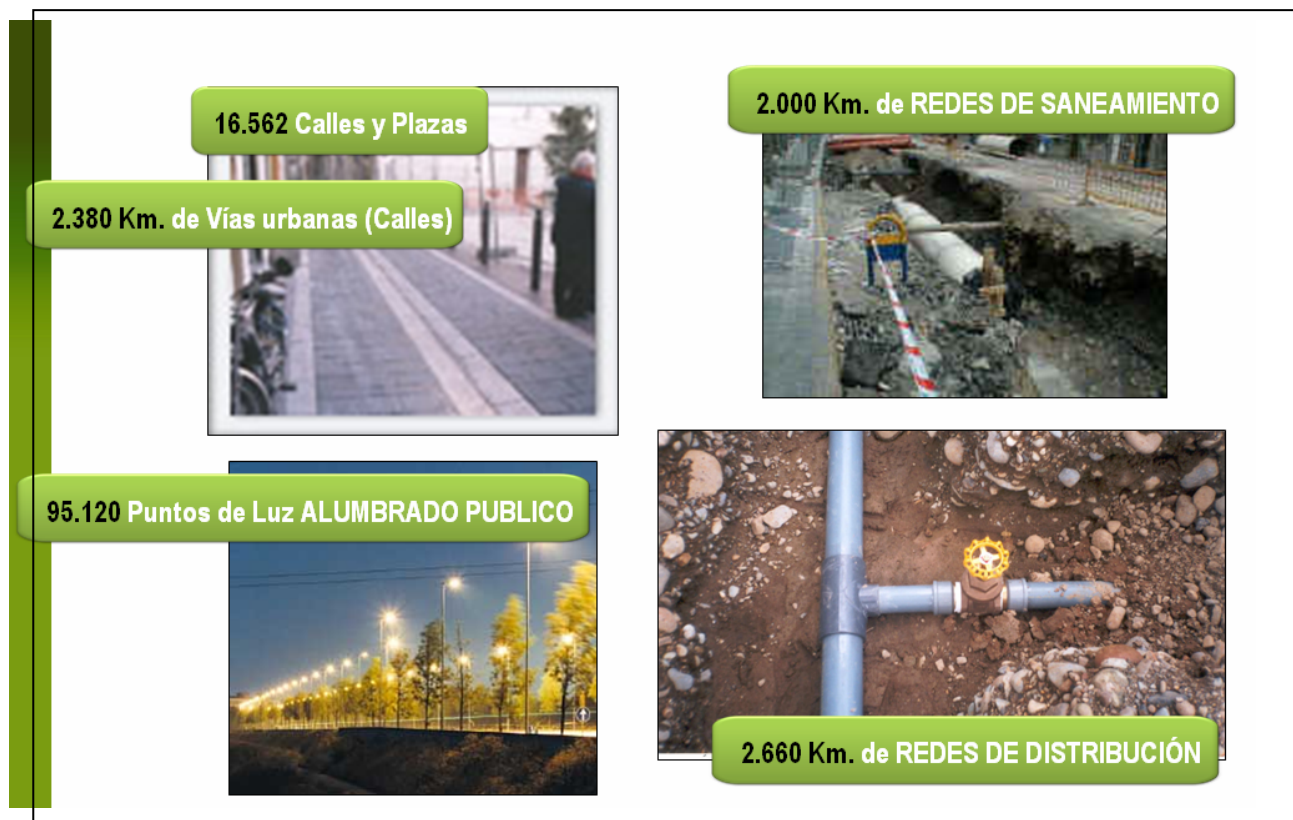 16.562 Calles y Plazas
2.380 Km. de Vías urbanas (Calles)
2.000 Km. de REDES DE SANEAMIENTO
95.120 Puntos de Luz ALUMBRADO PUBLICO
2.660 Km. de REDES DE DISTRIBUCIÓN